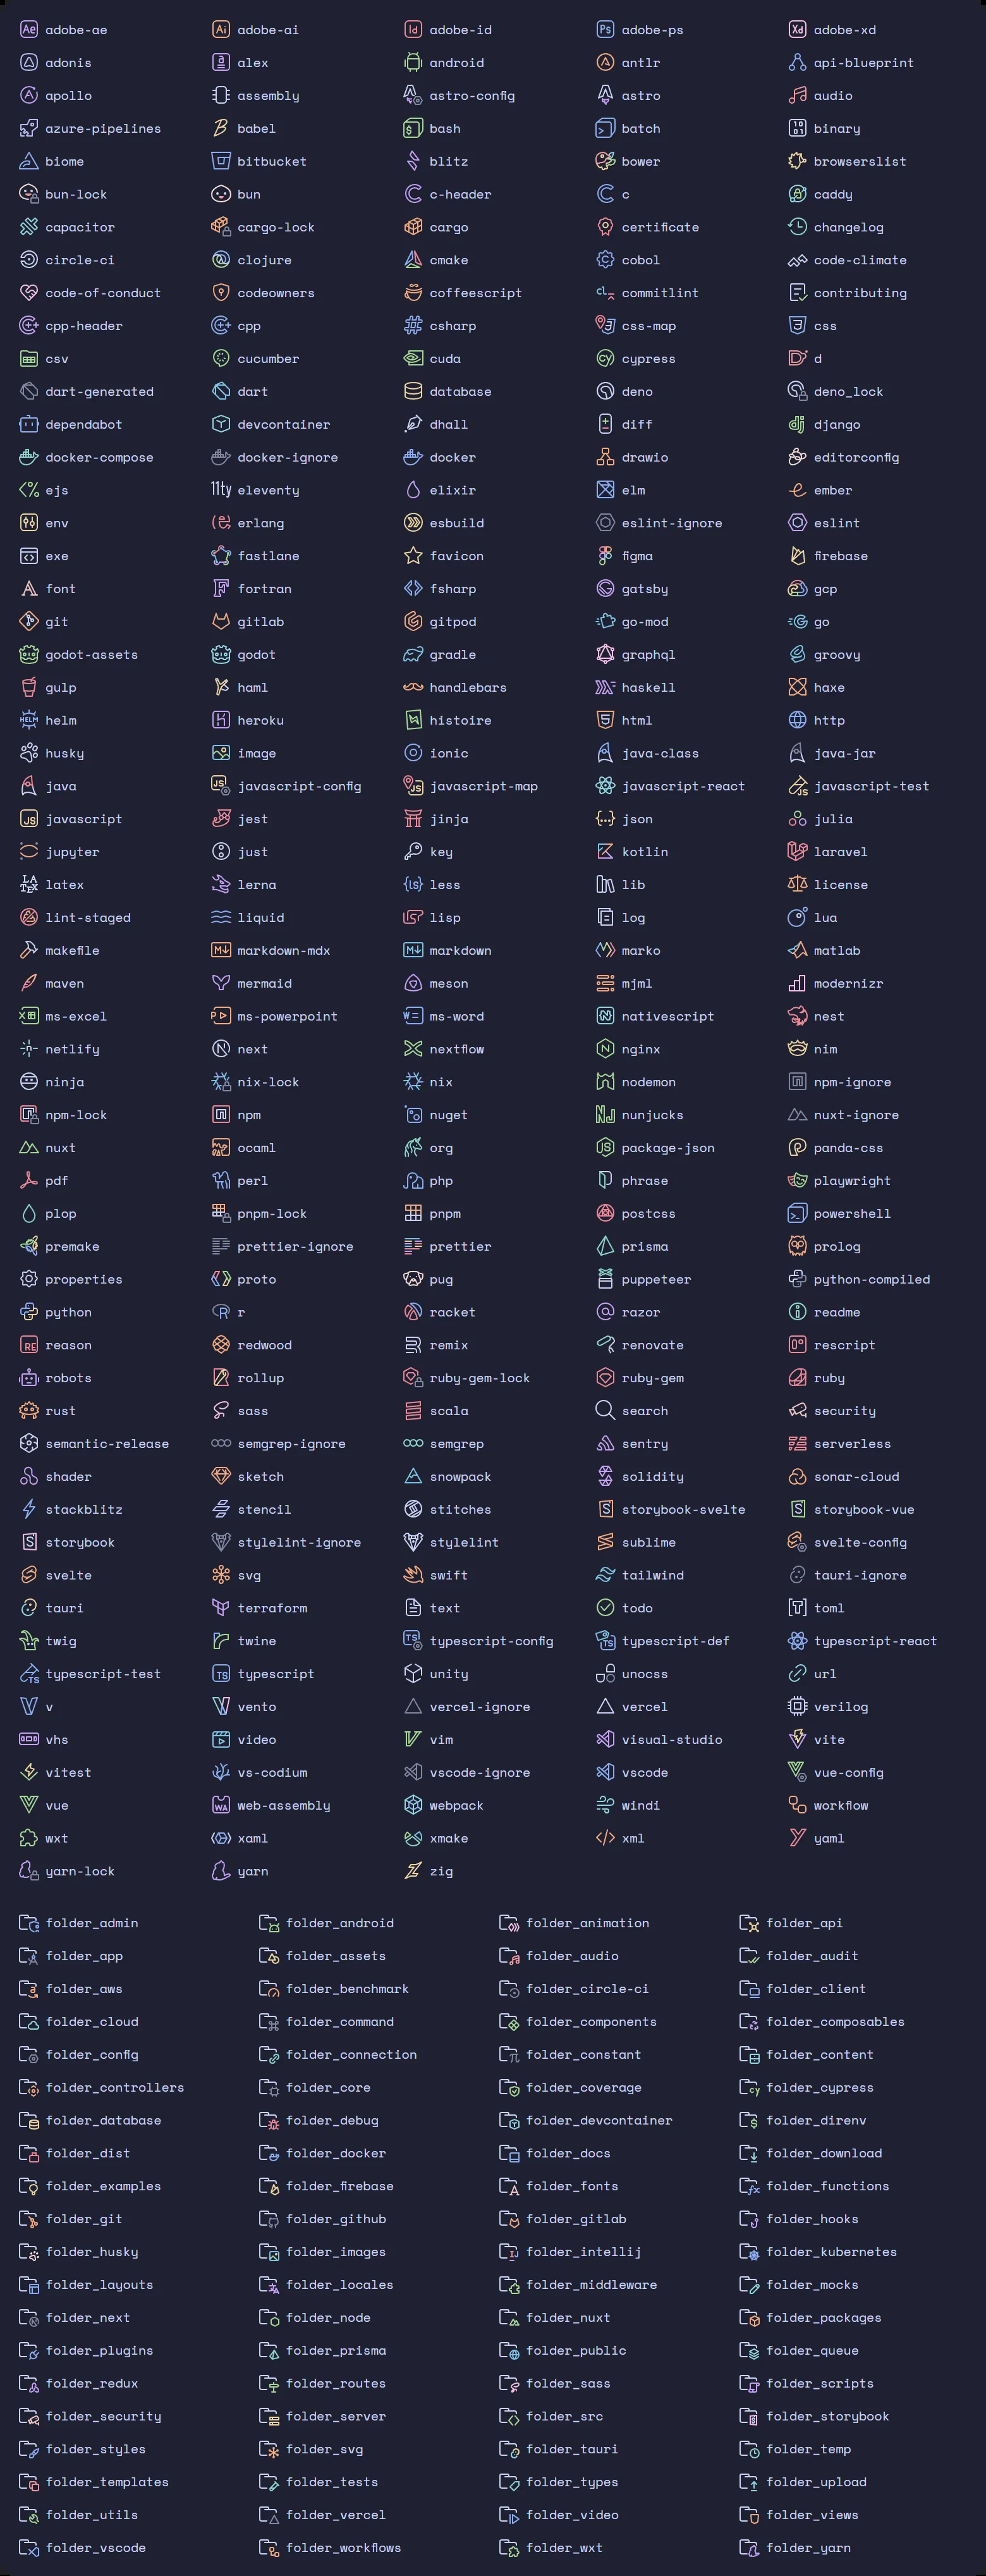 adobe-ae adobe-ai adobe-id adobe-ps adobe-xd
adonis alex android antlr api-blueprint
apollo assembly astro-config astro audio
azure-pipelines babel bash batch binary
biome bitbucket blitz bower browserslist
bun-lock bun c-header c caddy
capacitor cargo-lock cargo certificate changelog
circle-ci clojure cmake cobol code-climate
code-of-conduct codeowners coffeescript commitlint contributing
cpp-header cpp csharp css-map css
csv cucumber cuda cypress d
dart-generated dart database deno deno_lock
dependabot devcontainer dhall diff django
docker-compose docker-ignore docker drawio editorconfig
ejs eleventy elixir elm ember
env erlang esbuild eslint-ignore eslint
exe fastlane favicon figma firebase
font fortran fsharp gatsby gcp
git gitlab gitpod go-mod go
godot-assets godot gradle graphql groovy
gulp haml handlebars haskell haxe
helm heroku histoire html http
husky image ionic java-class java-jar
java javascript-config javascript-map javascript-react javascript-test
javascript jest jinja json julia
jupyter just key kotlin laravel
latex lerna less lib license
lint-staged liquid lisp log lua
makefile markdown-mdx markdown marko matlab
maven mermaid meson mjml modernizr
ms-excel ms-powerpoint ms-word nativescript nest
netlify next nextflow nginx nim
ninja nix-lock nix nodemon npm-ignore
npm-lock npm nuget nunjucks nuxt-ignore
nuxt ocaml org package-json panda-css
pdf perl php phrase playwright
plop pnpm-lock pnpm postcss powershell
premake prettier-ignore prettier prisma prolog
properties proto pug puppeteer python-compiled
python r racket razor readme
reason redwood remix renovate rescript
robots rollup ruby-gem-lock ruby-gem ruby
rust sass scala search security
semantic-release semgrep-ignore semgrep sentry serverless
shader sketch snowpack solidity sonar-cloud
stackblitz stencil stitches storybook-svelte storybook-vue
storybook stylelint-ignore stylelint sublime svelte-config
svelte svg swift tailwind tauri-ignore
tauri terraform text todo toml
twig twine typescript-config typescript-def typescript-react
typescript-test typescript unity unocss url
v vento vercel-ignore vercel verilog
vhs video vim visual-studio vite
vitest vs-codium vscode-ignore vscode vue-config
vue web-assembly webpack windi workflow
wxt xaml xmake xml yaml
yarn-lock yarn zig
folder_admin folder_android folder_animation folder_api
folder_app folder_assets folder_audio folder_audit
folder_aws folder_benchmark folder_circle-ci folder_client
folder_cloud folder_command folder_components folder_composables
folder_config folder_connection folder_constant folder_content
folder_controllers folder_core folder_coverage folder_cypress
folder_database folder_debug folder_devcontainer folder_direnv
folder_dist folder_docker folder_docs folder_download
folder_examples folder_firebase folder_fonts folder_functions
folder_git folder_github folder_gitlab folder_hooks
folder_husky folder_images folder_intellij folder_kubernetes
folder_layouts folder_locales folder_middleware folder_mocks
folder_next folder_node folder_nuxt folder_packages
folder_plugins folder_prisma folder_public folder_queue
folder_redux folder_routes folder_sass folder_scripts
folder_security folder_server folder_src folder_storybook
folder_styles folder_svg folder_tauri folder_temp
folder_templates folder_tests folder_types folder_upload
folder_utils folder_vercel folder_video folder_views
folder_vscode folder_workflows folder_wxt folder_yarn